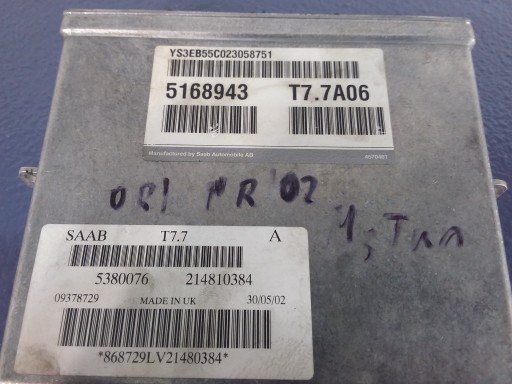 YS3EB55C023058751
5168943 T7.7A06
Manufactured by Saab Automobile AB
SAAB T7.7 A
5380076 214810384
09378729 MADE IN UK 30/05/02
*868729LV21480384*